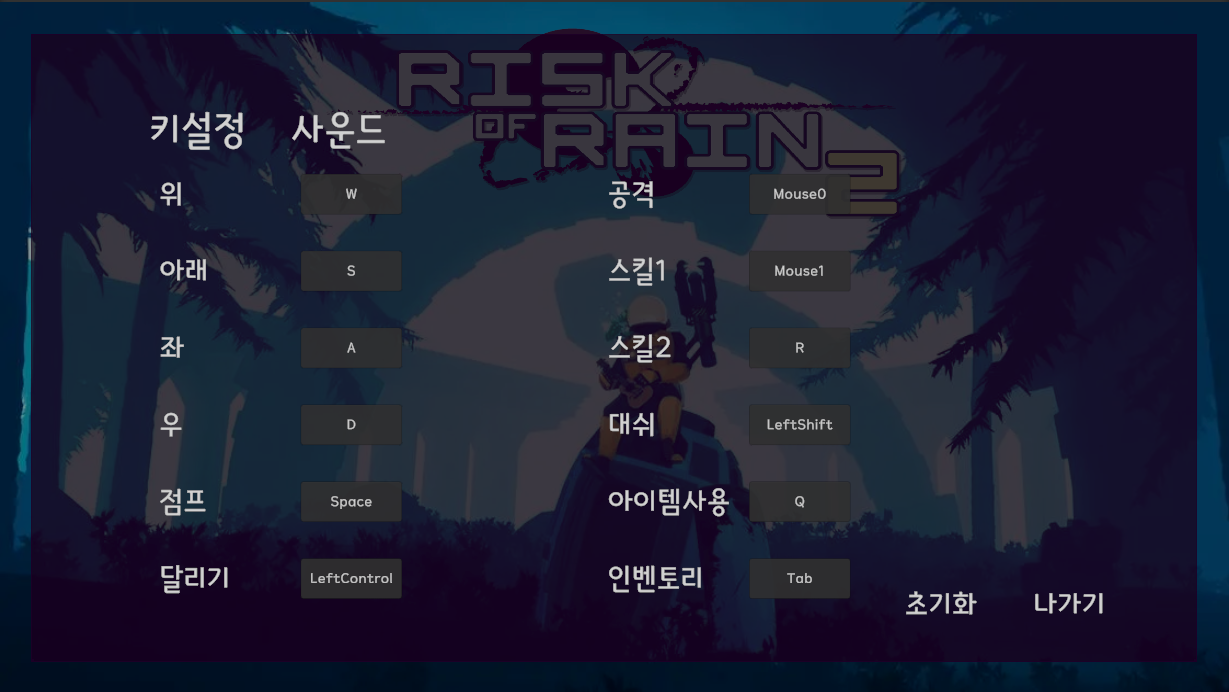 RISK
OF RAIN 2
키설정 사운드
위 W 공격 Mouse0
아래 S 스킬1 Mouse1
좌 A 스킬2 R
우 D 대쉬 LeftShift
점프 Space 아이템사용 Q
달리기 LeftControl 인벤토리 Tab
초기화 나가기